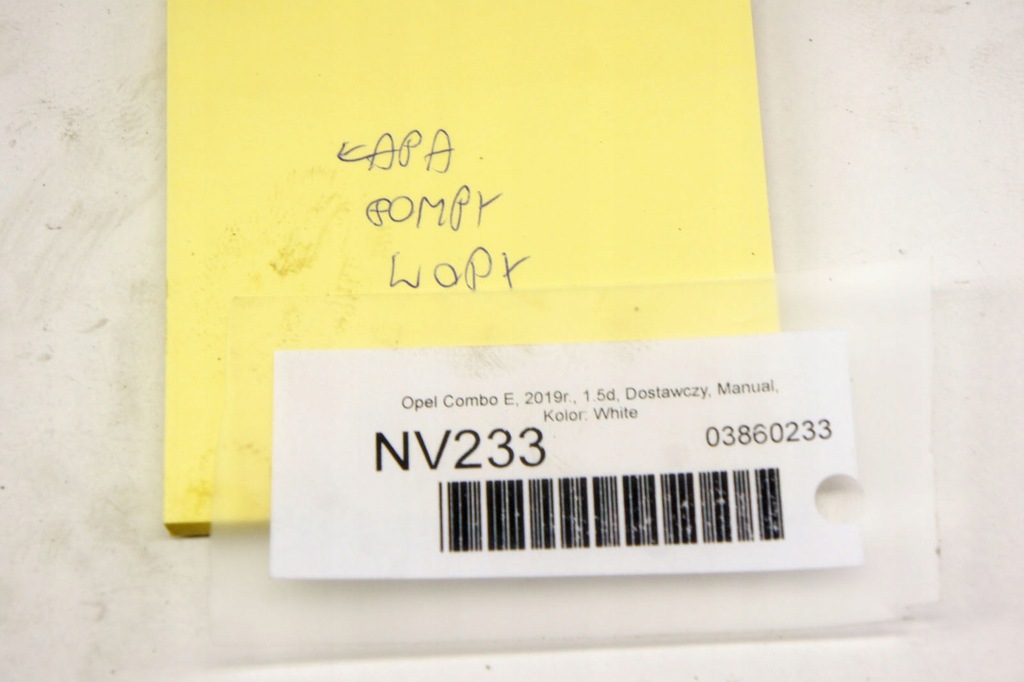 KAPA
POMPY
WODY
Opel Combo E, 2019r., 1.5d, Dostawczy, Manual,
Kolor: White
NV233
03860233